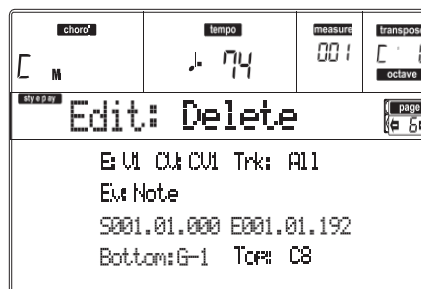 chord tempo measure transpos
C M ♩- 74 001 C
octave
style play Edit: Delete page
E: V1 CV: CV1 Trk: All
Ev: Note
S001.01.000 E001.01.192
Bottom:G-1 Top: C8